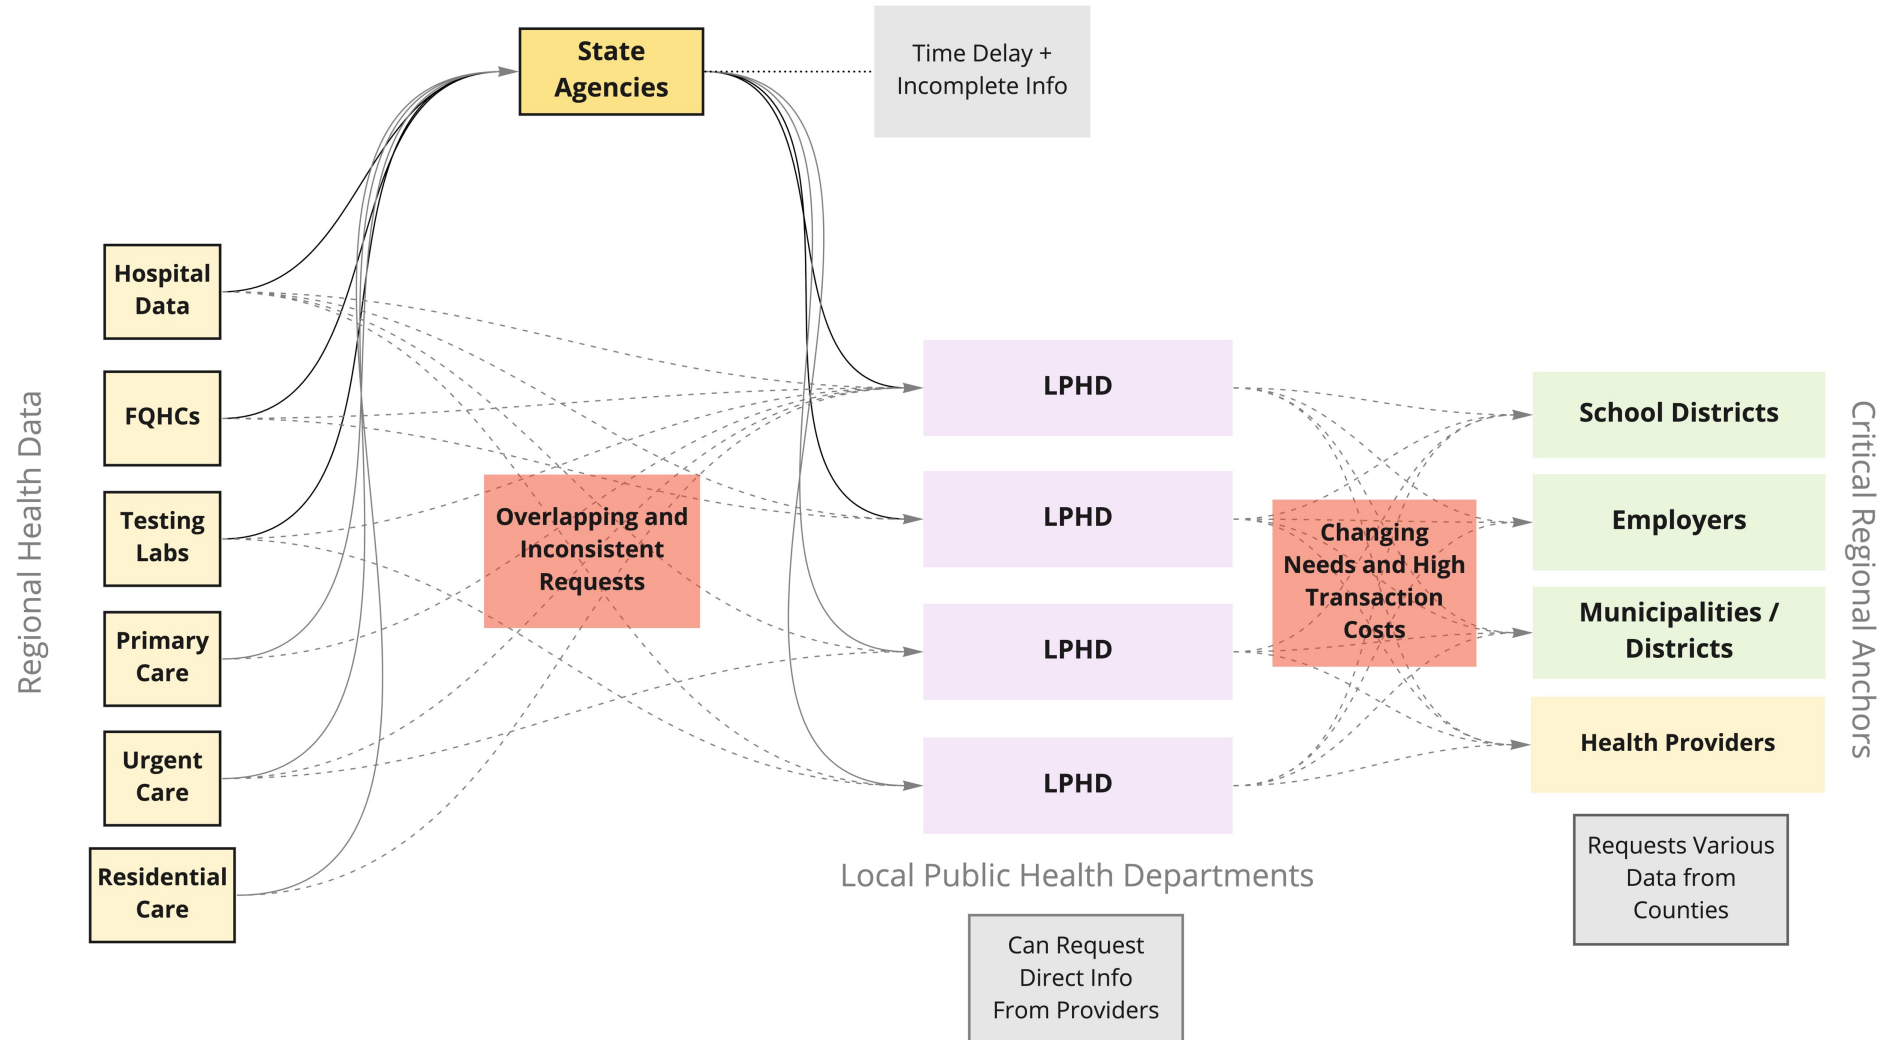 State
Agencies
Time Delay +
Incomplete Info
Regional Health Data
Hospital
Data
FQHCs
Testing
Labs
Primary
Care
Urgent
Care
Residential
Care
Overlapping and
Inconsistent
Requests
LPHD
LPHD
LPHD
LPHD
Local Public Health Departments
Can Request
Direct Info
From Providers
Changing
Needs and High
Transaction
Costs
School Districts
Employers
Municipalities /
Districts
Health Providers
Requests Various
Data from
Counties
Critical Regional Anchors